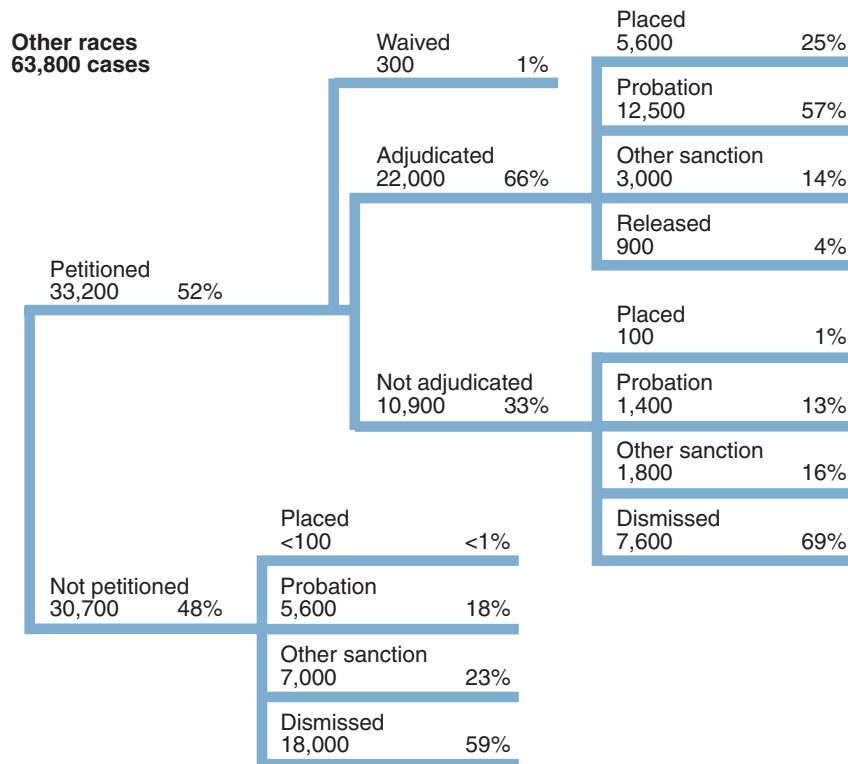 Other races
63,800 cases
Petitioned
33,200 52%
Waived
300 1%
Adjudicated
22,000 66%
Placed
5,600 25%
Probation
12,500 57%
Other sanction
3,000 14%
Released
900 4%
Not adjudicated
10,900 33%
Placed
100 1%
Probation
1,400 13%
Other sanction
1,800 16%
Dismissed
7,600 69%
Not petitioned
30,700 48%
Placed
<100 <1%
Probation
5,600 18%
Other sanction
7,000 23%
Dismissed
18,000 59%